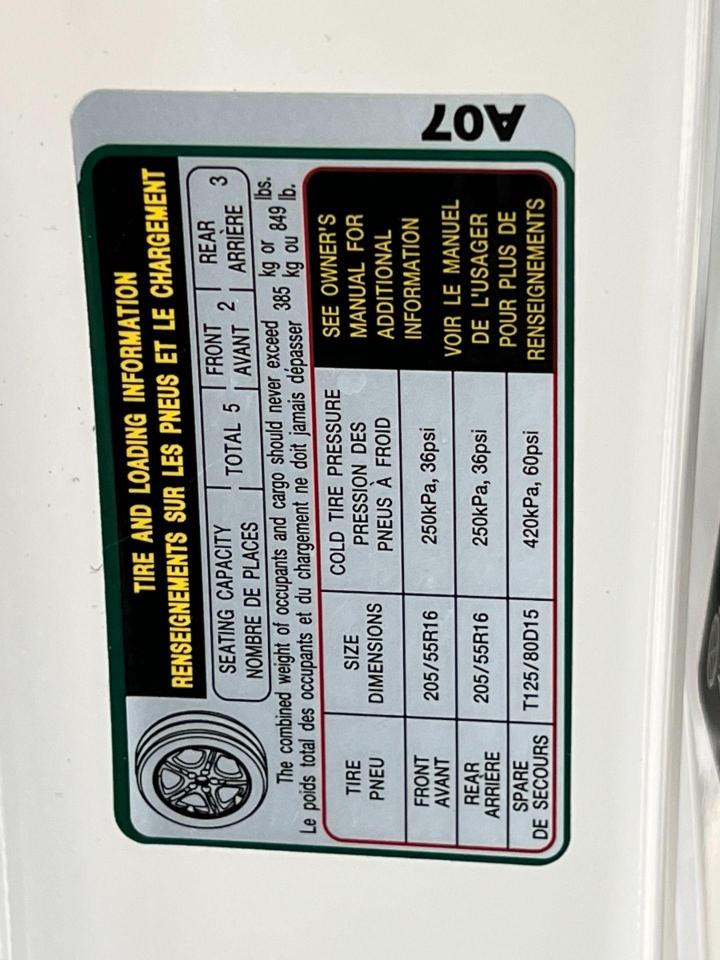 A07
TIRE AND LOADING INFORMATION
RENSEIGNEMENTS SUR LES PNEUS ET LE CHARGEMENT
SEATING CAPACITY
NOMBRE DE PLACES
TOTAL 5
FRONT
AVANT 2
REAR
ARRIÈRE 3
The combined weight of occupants and cargo should never exceed 385 kg or 849 lbs.
Le poids total des occupants et du chargement ne doit jamais dépasser 385 kg ou 849 lb.
TIRE
PNEU
SIZE
DIMENSIONS
COLD TIRE PRESSURE
PRESSION DES
PNEUS À FROID
FRONT
AVANT
205/55R16
250kPa, 36psi
REAR
ARRIÈRE
205/55R16
250kPa, 36psi
SPARE
DE SECOURS
T125/80D15
420kPa, 60psi
SEE OWNER'S
MANUAL FOR
ADDITIONAL
INFORMATION
VOIR LE MANUEL
DE L'USAGER
POUR PLUS DE
RENSEIGNEMENTS